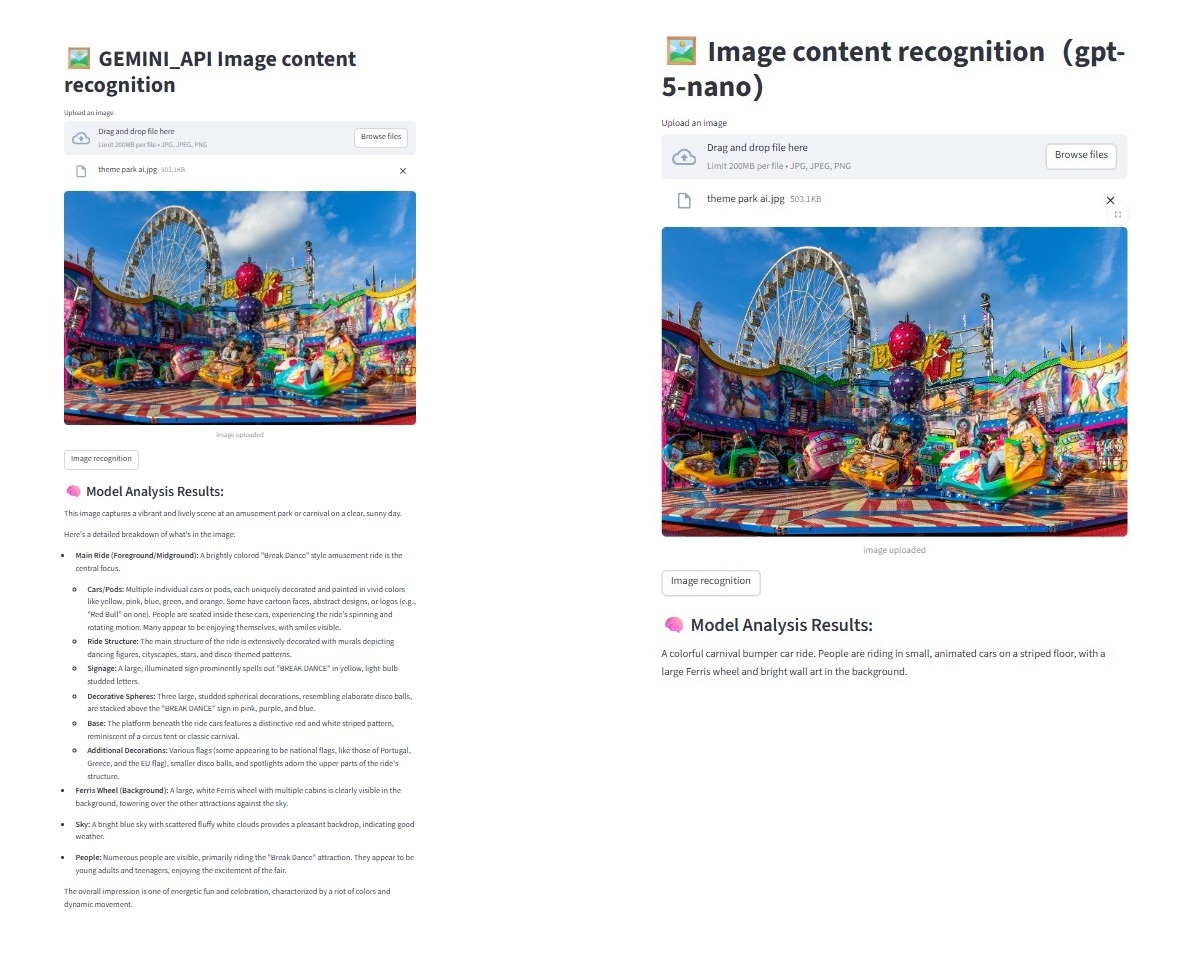 GEMINI_API Image content
recognition
Upload an image
Drag and drop file here
Limit 200MB per file • JPG, JPEG, PNG
Browse files
theme park ai.jpg 503.1KB
BREAK
DANCE
image uploaded
Image recognition
Model Analysis Results:
This image captures a vibrant and lively scene at an amusement park or carnival on a clear, sunny day.
Here's a detailed breakdown of what's in the image:
• Main Ride (Foreground/Midground): A brightly colored "Break Dance" style amusement ride is the
central focus.
Cars/Pods: Multiple individual cars or pods, each uniquely decorated and painted in vivid colors
like yellow, pink, blue, green, and orange. Some have cartoon faces, abstract designs, or logos (e.g.,
"Red Bull" on one). People are seated inside these cars, experiencing the ride's spinning and
rotating motion. Many appear to be enjoying themselves, with smiles visible.
Ride Structure: The main structure of the ride is extensively decorated with murals depicting
dancing figures, cityscapes, stars, and disco-themed patterns.
Signage: A large, illuminated sign prominently spells out "BREAK DANCE" in yellow, light-bulb-
studded letters.
Decorative Spheres: Three large, studded spherical decorations, resembling elaborate disco balls,
are stacked above the "BREAK DANCE" sign in pink, purple, and blue.
Base: The platform beneath the ride cars features a distinctive red and white striped pattern,
reminiscent of a circus tent or classic carnival.
Additional Decorations: Various flags (some appearing to be national flags, like those of Portugal,
Greece, and the EU flag), smaller disco balls, and spotlights adorn the upper parts of the ride's
structure.
• Ferris Wheel (Background): A large, white Ferris wheel with multiple cabins is clearly visible in the
background, towering over the other attractions against the sky.
• Sky: A bright blue sky with scattered fluffy white clouds provides a pleasant backdrop, indicating good
weather.
• People: Numerous people are visible, primarily riding the "Break Dance" attraction. They appear to be
young adults and teenagers, enjoying the excitement of the fair.
The overall impression is one of energetic fun and celebration, characterized by a riot of colors and
dynamic movement.
Image content recognition（gpt-
5-nano）
Upload an image
Drag and drop file here
Limit 200MB per file • JPG, JPEG, PNG
Browse files
theme park ai.jpg 503.1KB
BREAK
DANCE
image uploaded
Image recognition
Model Analysis Results:
A colorful carnival bumper car ride. People are riding in small, animated cars on a striped floor, with a
large Ferris wheel and bright wall art in the background.